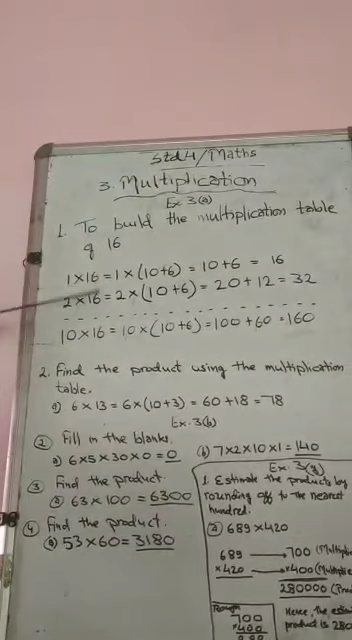 Std 4/Maths
3. Multiplication
Ex 3(a)
1. To build the multiplication table
of 16
1×16 = 1×(10+6) = 10+6 = 16
2×16 = 2×(10+6) = 20+12 = 32
10×16 = 10×(10+6) = 100+60 = 160
2. Find the product using the multiplication
table.
a) 6×13 = 6×(10+3) = 60+18 = 78
Ex. 3(b)
2 Fill in the blanks.
a) 6×5×30×0 = 0
(b) 7×2×10×1 = 140
3 Find the product.
63×100 = 6300
4 Find the product.
53×60 = 3180
Ex. 3(g)
1. Estimate the products by
rounding off to the nearest
hundred.
a) 689×420
689 → 700
×420 → ×400
280000
Rough
700
×400
Hence, the
product is